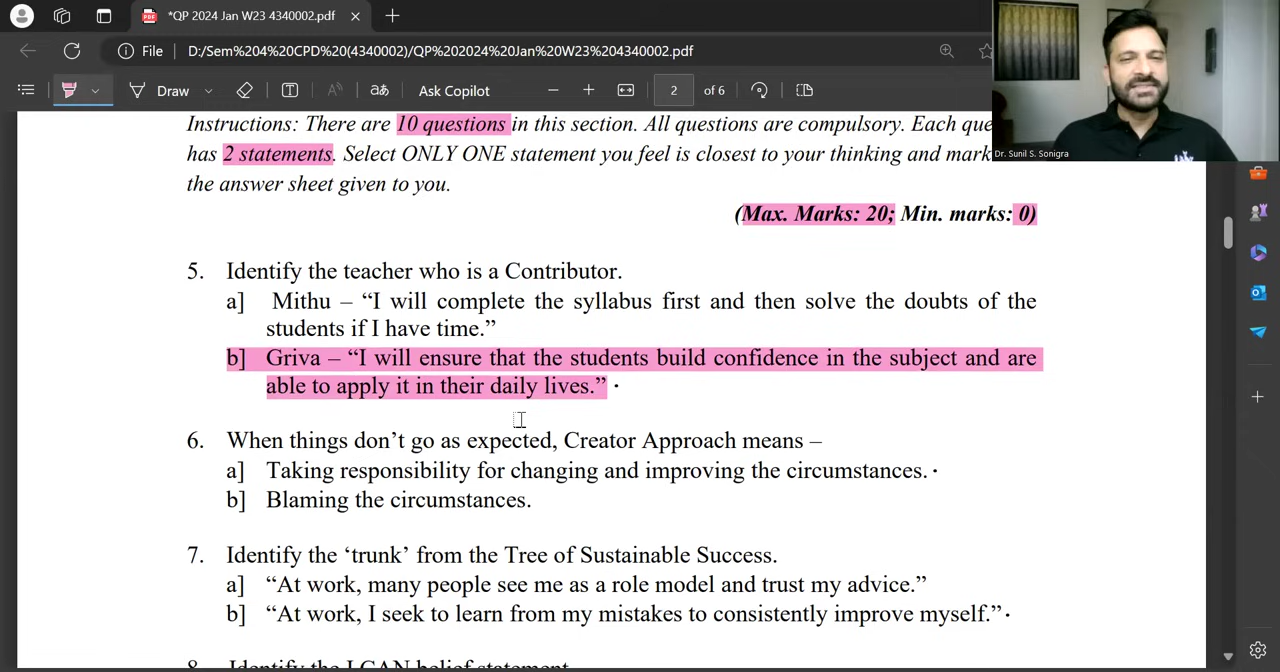 *QP 2024 Jan W23 4340002.pdf
File D:/Sem%204%20CPD%20(4340002)/QP%202024%20Jan%20W23%204340002.pdf
Draw Ask Copilot 2 of 6
Instructions: There are 10 questions in this section. All questions are compulsory. Each que
has 2 statements. Select ONLY ONE statement you feel is closest to your thinking and mark
Dr. Sunil S. Sonigra
the answer sheet given to you.
(Max. Marks: 20; Min. marks: 0)
5. Identify the teacher who is a Contributor.
a] Mithu – “I will complete the syllabus first and then solve the doubts of the
students if I have time.”
b] Griva – “I will ensure that the students build confidence in the subject and are
able to apply it in their daily lives.” ·
6. When things don’t go as expected, Creator Approach means –
a] Taking responsibility for changing and improving the circumstances. ·
b] Blaming the circumstances.
7. Identify the ‘trunk’ from the Tree of Sustainable Success.
a] “At work, many people see me as a role model and trust my advice.”
b] “At work, I seek to learn from my mistakes to consistently improve myself.” ·
8. Identify the I CAN belief statement